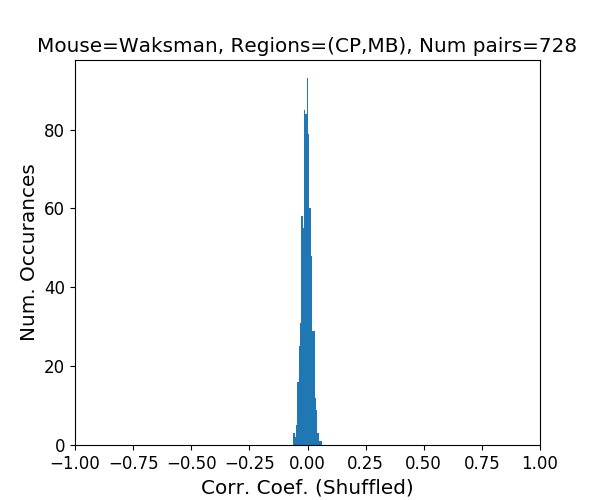 Mouse=Waksman, Regions=(CP,MB), Num pairs=728
Num. Occurances
80
60
40
20
0
−1.00 −0.75 −0.50 −0.25 0.00 0.25 0.50 0.75 1.00
Corr. Coef. (Shuffled)